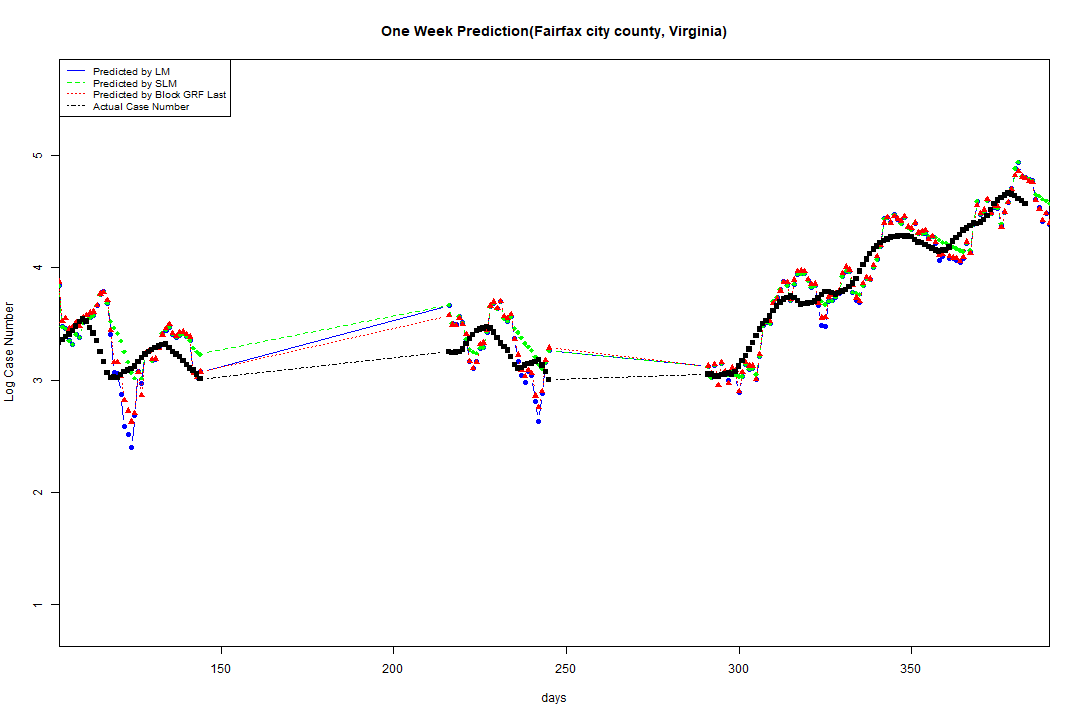 One Week Prediction(Fairfax city county, Virginia)
Predicted by LM
Predicted by SLM
Predicted by Block GRF Last
Actual Case Number
5
4
3
2
1
Log Case Number
150 200 250 300 350
days